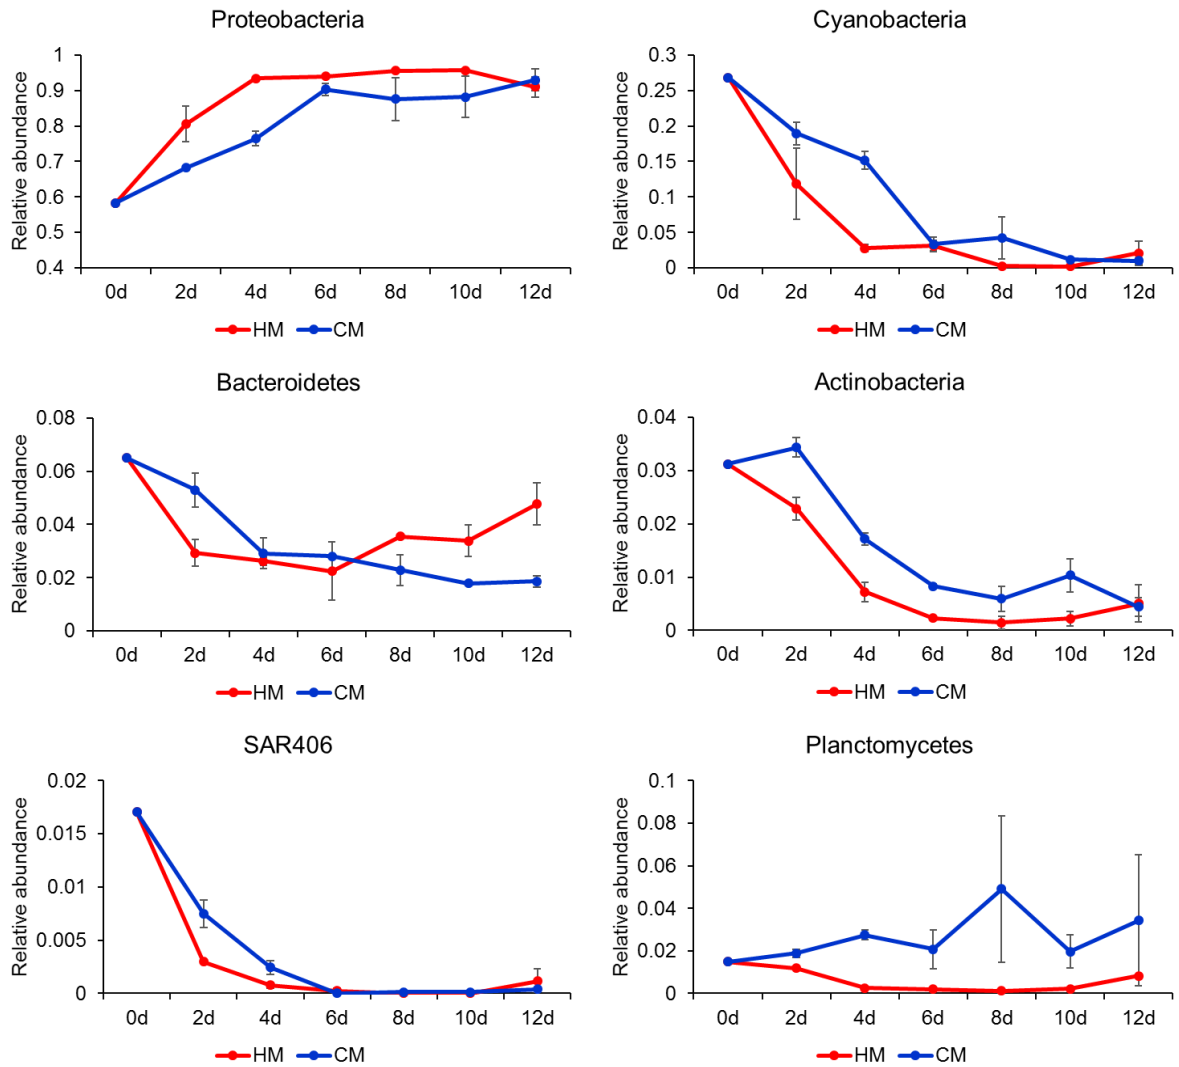 Proteobacteria
Relative abundance
1
0.9
0.8
0.7
0.6
0.5
0.4
0d 2d 4d 6d 8d 10d 12d
HM CM
Cyanobacteria
Relative abundance
0.3
0.25
0.2
0.15
0.1
0.05
0
0d 2d 4d 6d 8d 10d 12d
HM CM
Bacteroidetes
Relative abundance
0.08
0.06
0.04
0.02
0
0d 2d 4d 6d 8d 10d 12d
HM CM
Actinobacteria
Relative abundance
0.04
0.03
0.02
0.01
0
0d 2d 4d 6d 8d 10d 12d
HM CM
SAR406
Relative abundance
0.02
0.015
0.01
0.005
0
0d 2d 4d 6d 8d 10d 12d
HM CM
Planctomycetes
Relative abundance
0.1
0.08
0.06
0.04
0.02
0
0d 2d 4d 6d 8d 10d 12d
HM CM